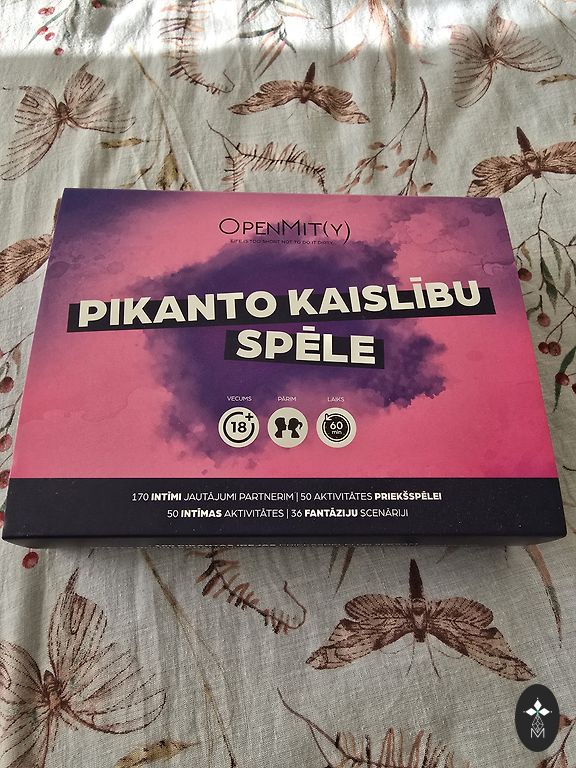 OPENMIT(Y)
LIFE IS TOO SHORT NOT TO DO IT DIRTY
PIKANTO KAISLĪBU
SPĒLE
VECUMS PĀRIM LAIKS
18+ 60 min
170 INTĪMI JAUTĀJUMI PARTNERIM | 50 AKTIVITĀTES PRIEKŠSPĒLEI
50 INTĪMAS AKTIVITĀTES | 36 FANTĀZIJU SCENĀRIJI
M